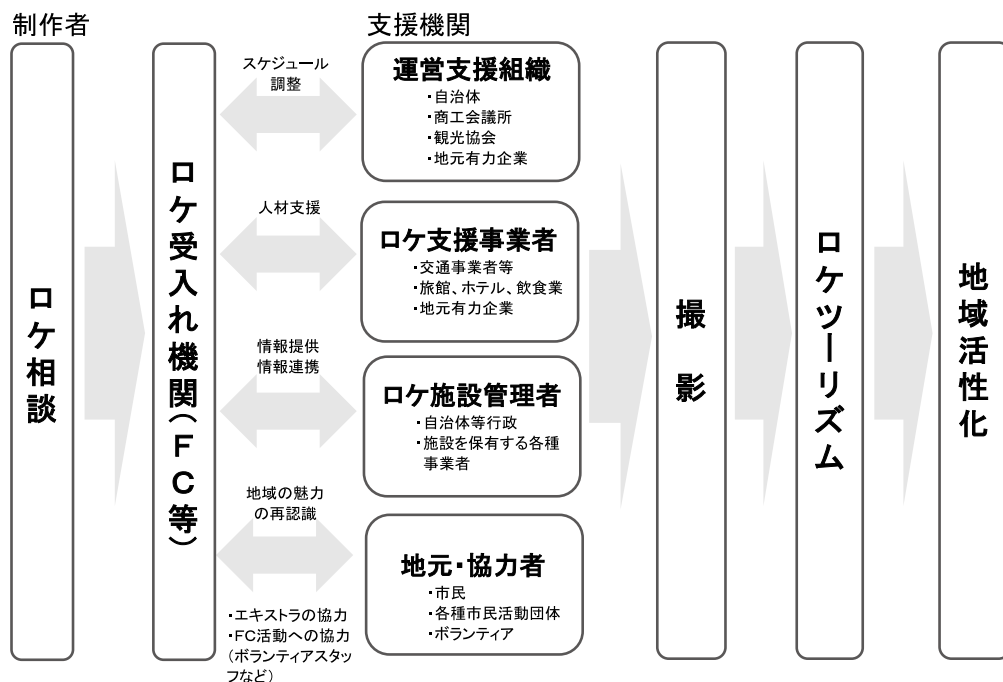 制作者
支援機関
ロケ相談
ロケ受入れ機関(FC等)
スケジュール
調整
人材支援
情報提供
情報連携
地域の魅力
の再認識
・エキストラの協力
・FC活動への協力
(ボランティアスタッ
フなど)
運営支援組織
・自治体
・商工会議所
・観光協会
・地元有力企業
ロケ支援事業者
・交通事業者等
・旅館、ホテル、飲食業
・地元有力企業
ロケ施設管理者
・自治体等行政
・施設を保有する各種
事業者
地元・協力者
・市民
・各種市民活動団体
・ボランティア
撮影
ロケツーリズム
地域活性化